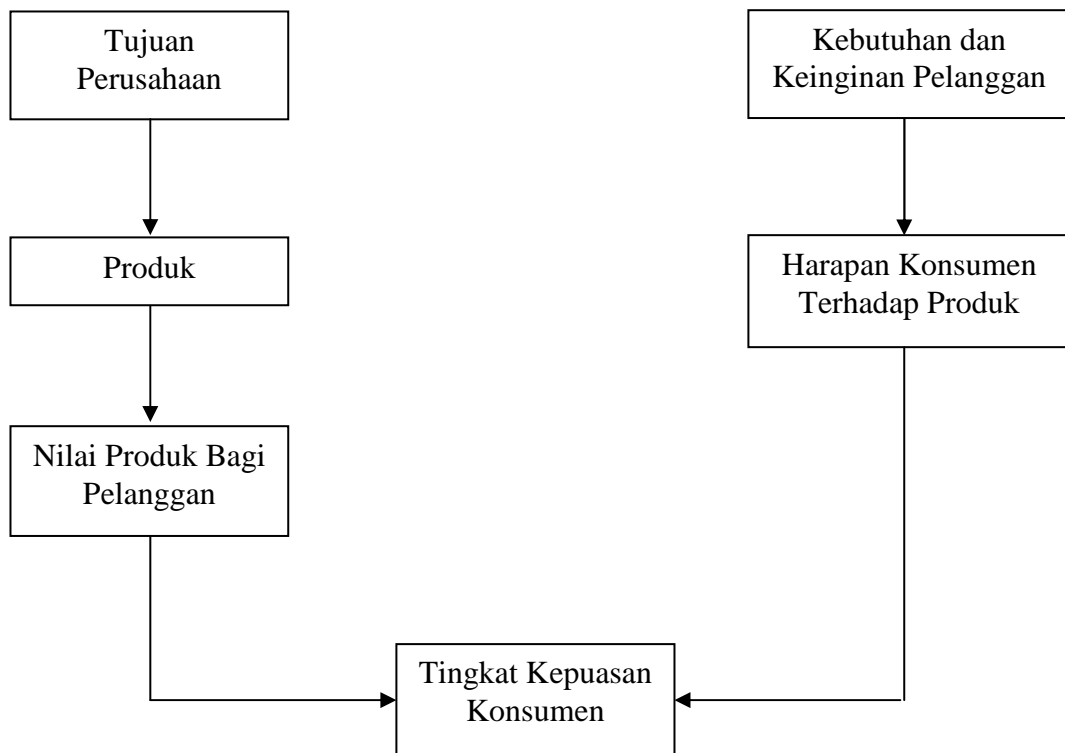 Tujuan
Perusahaan
Kebutuhan dan
Keinginan Pelanggan
Produk
Harapan Konsumen
Terhadap Produk
Nilai Produk Bagi
Pelanggan
Tingkat Kepuasan
Konsumen